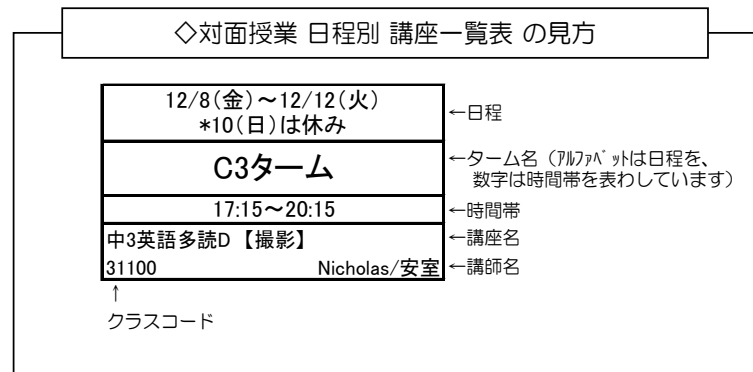 ◇対面授業 日程別 講座一覧表 の見方
12/8(金)～12/12(火)
*10(日)は休み
←日程
C3ターム
←ターム名（ｱﾙﾌｧﾍﾞｯﾄは日程を、
数字は時間帯を表わしています）
17:15～20:15
←時間帯
中3英語多読D 【撮影】
←講座名
31100 Nicholas/安室
←講師名
↑
クラスコード